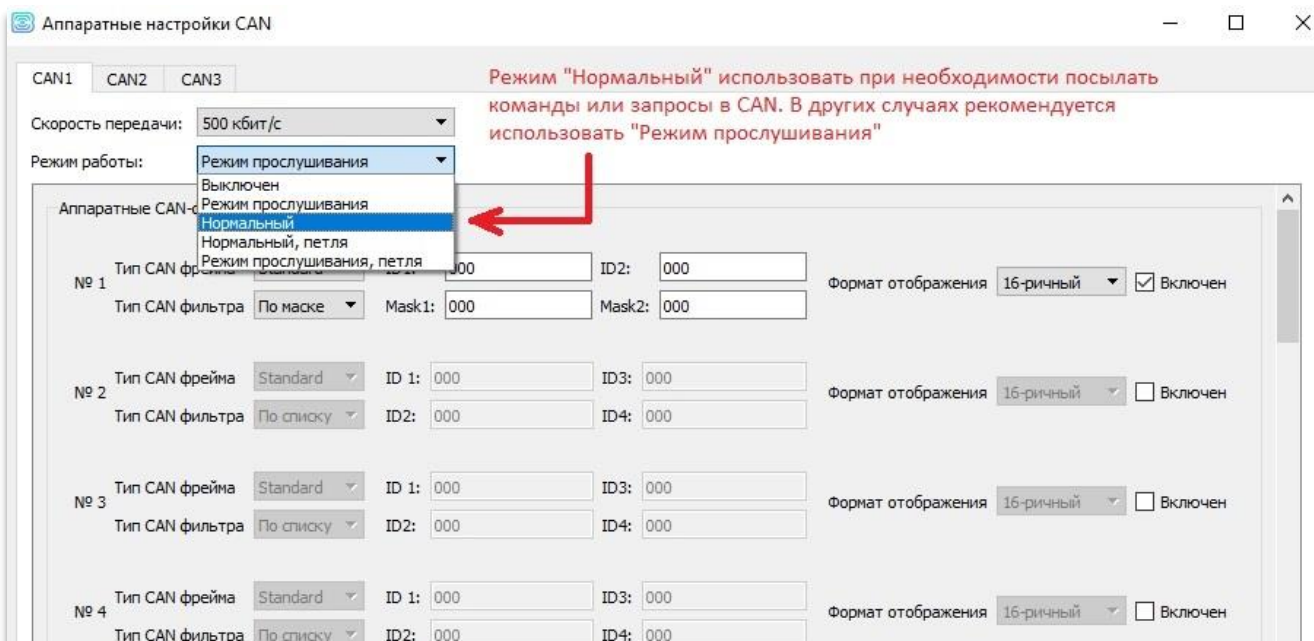 Аппаратные настройки CAN
CAN1 CAN2 CAN3
Режим "Нормальный" использовать при необходимости посылать
команды или запросы в CAN. В других случаях рекомендуется
использовать "Режим прослушивания"
Скорость передачи: 500 кбит/с
Режим работы: Режим прослушивания
Выключен
Режим прослушивания
Нормальный
Нормальный, петля
Режим прослушивания, петля
Аппаратные CAN-
№ 1
Тип CAN фрейма 000 ID2: 000
Тип CAN фильтра По маске Mask1: 000 Mask2: 000
Формат отображения 16-ричный Включен
№ 2
Тип CAN фрейма Standard ID 1: 000 ID3: 000
Тип CAN фильтра По списку ID2: 000 ID4: 000
Формат отображения 16-ричный Включен
№ 3
Тип CAN фрейма Standard ID 1: 000 ID3: 000
Тип CAN фильтра По списку ID2: 000 ID4: 000
Формат отображения 16-ричный Включен
№ 4
Тип CAN фрейма Standard ID 1: 000 ID3: 000
Тип CAN фильтра По списку ID2: 000 ID4: 000
Формат отображения 16-ричный Включен